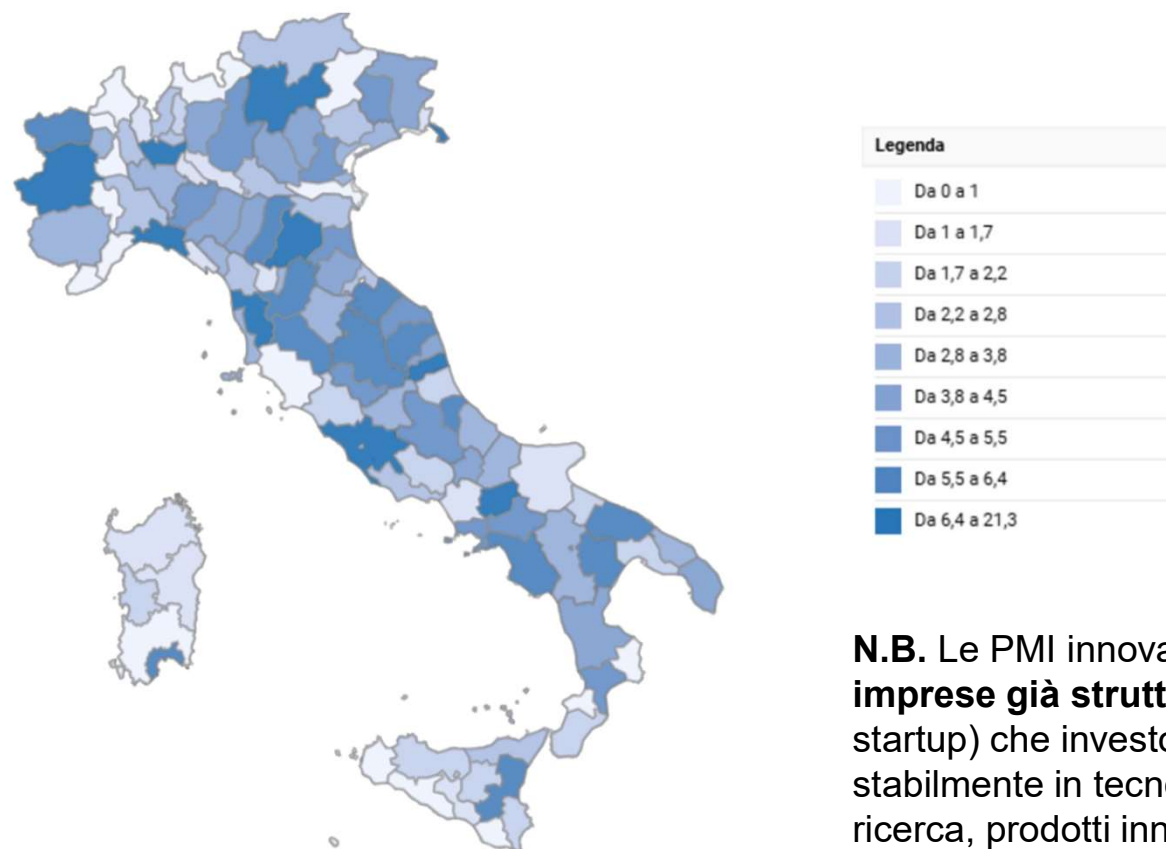 Legenda
Da 0 a 1
Da 1 a 1,7
Da 1,7 a 2,2
Da 2,2 a 2,8
Da 2,8 a 3,8
Da 3,8 a 4,5
Da 4,5 a 5,5
Da 5,5 a 6,4
Da 6,4 a 21,3
N.B. Le PMI innova
imprese già strutt
startup) che investo
stabilmente in tecno
ricerca, prodotti inn